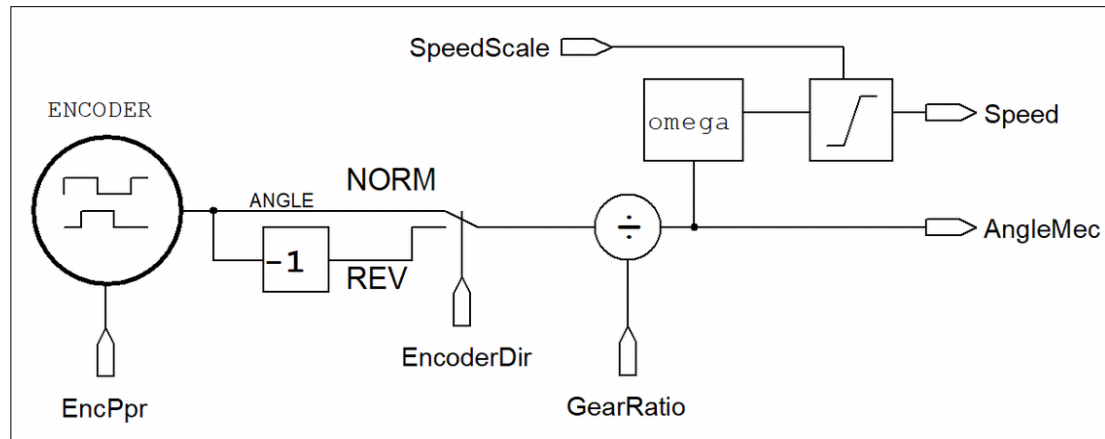 SpeedScale
ENCODER
omega
Speed
NORM
ANGLE
÷
AngleMec
-1
REV
EncoderDir
GearRatio
EncPpr